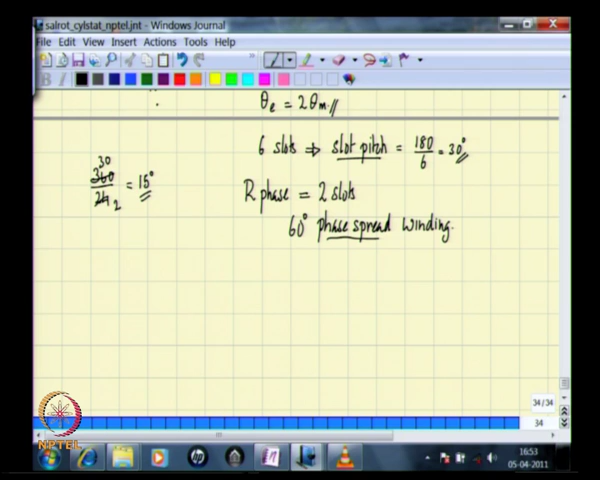 salrot_cylstat_nptel.jnt - Windows Journal
File Edit View Insert Actions Tools Help
θe = 2θm //
6 slots ⇒ slot pitch = 180/6 = 30°
30
360/24 2 = 15°
R phase = 2 slots
60° phase spread winding.
34/34
34
NPTEL
16:53
05-04-2011